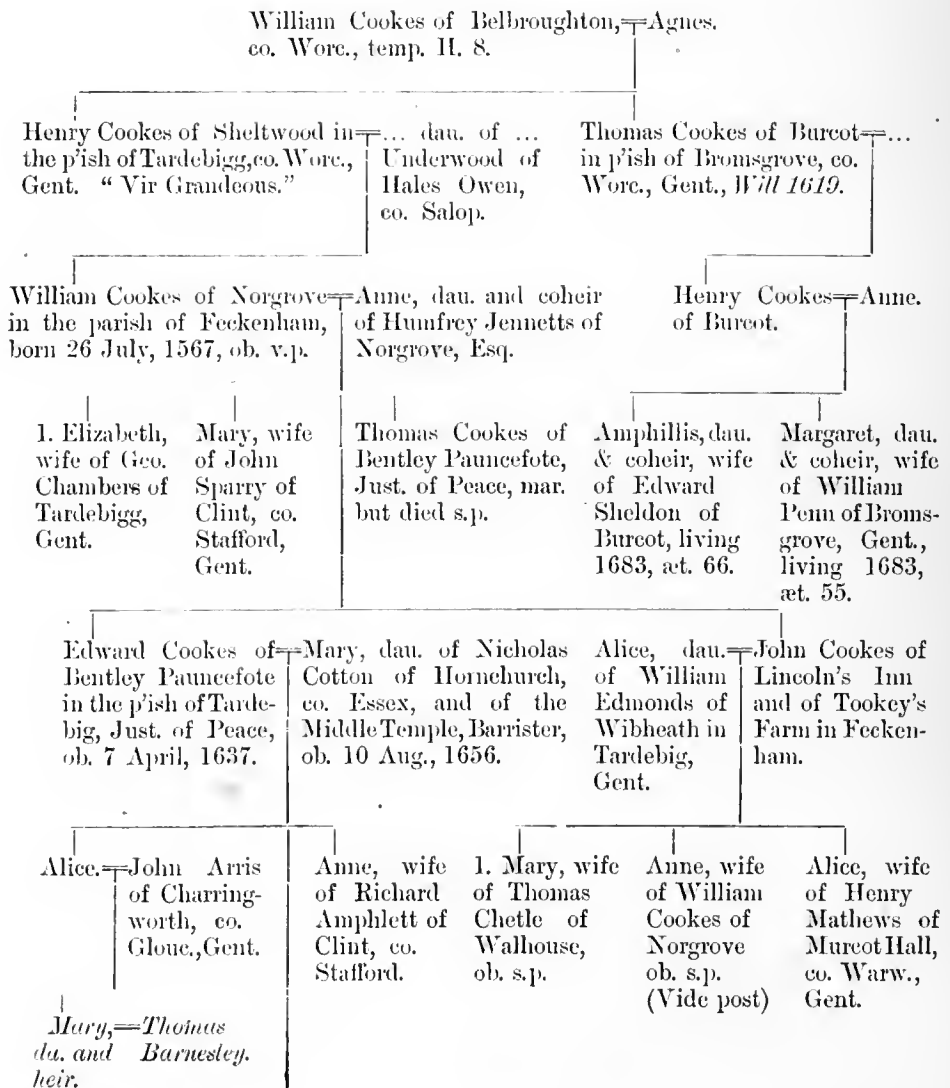 William Cookes of Belbroughton,
co. Worc., temp. H. 8.
Agnes.
Henry Cookes of Sheltwood in
the p'ish of Tardebigg, co. Worc.,
Gent. "Vir Grandeous."
... dau. of ...
Underwood of
Hales Owen,
co. Salop.
Thomas Cookes of Burcot
in p'ish of Bromsgrove, co.
Worc., Gent., Will 1619.
...
William Cookes of Norgrove
in the parish of Feckenham,
born 26 July, 1567, ob. v.p.
Anne, dau. and coheir
of Humfrey Jennetts of
Norgrove, Esq.
Henry Cookes
of Burcot.
Anne.
1. Elizabeth,
wife of Geo.
Chambers of
Tardebigg,
Gent.
Mary, wife
of John
Sparry of
Clint, co.
Stafford,
Gent.
Thomas Cookes of
Bentley Pauncefote,
Just. of Peace, mar.
but died s.p.
Amphillis, dau.
& coheir, wife
of Edward
Sheldon of
Burcot, living
1683, æt. 66.
Margaret, dau.
& coheir, wife
of William
Penn of Broms-
grove, Gent.,
living 1683,
æt. 55.
Edward Cookes of
Bentley Pauncefote
in the p'ish of Tarde-
big, Just. of Peace,
ob. 7 April, 1637.
Mary, dau. of Nicholas
Cotton of Hornchurch,
co. Essex, and of the
Middle Temple, Barrister,
ob. 10 Aug., 1656.
Alice, dau.
of William
Edmonds of
Wibheath in
Tardebig,
Gent.
John Cookes of
Lincoln's Inn
and of Tookey's
Farm in Fecken-
ham.
Alice.
John Arris
of Charring-
worth, co.
Glouc., Gent.
Anne, wife
of Richard
Amphlett of
Clint, co.
Stafford.
1. Mary, wife
of Thomas
Chetle of
Walhouse,
ob. s.p.
Anne, wife
of William
Cookes of
Norgrove
ob. s.p.
(Vide post)
Alice, wife
of Henry
Mathews of
Murcot Hall,
co. Warw.,
Gent.
Mary,
da. and
heir.
Thomas
Barnesley.